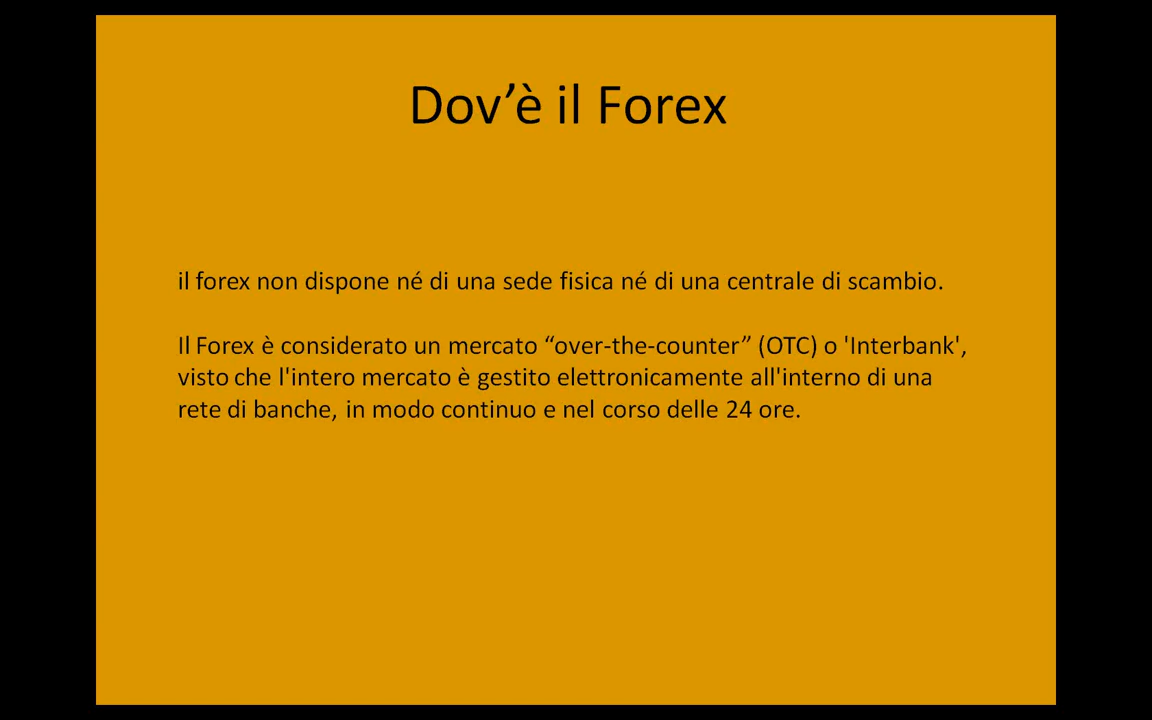 Dov’è il Forex
il forex non dispone né di una sede fisica né di una centrale di scambio.
Il Forex è considerato un mercato “over-the-counter” (OTC) o 'Interbank',
visto che l'intero mercato è gestito elettronicamente all'interno di una
rete di banche, in modo continuo e nel corso delle 24 ore.